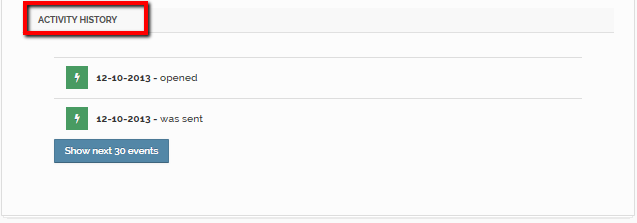 ACTIVITY HISTORY
12-10-2013 - opened
12-10-2013 - was sent
Show next 30 events